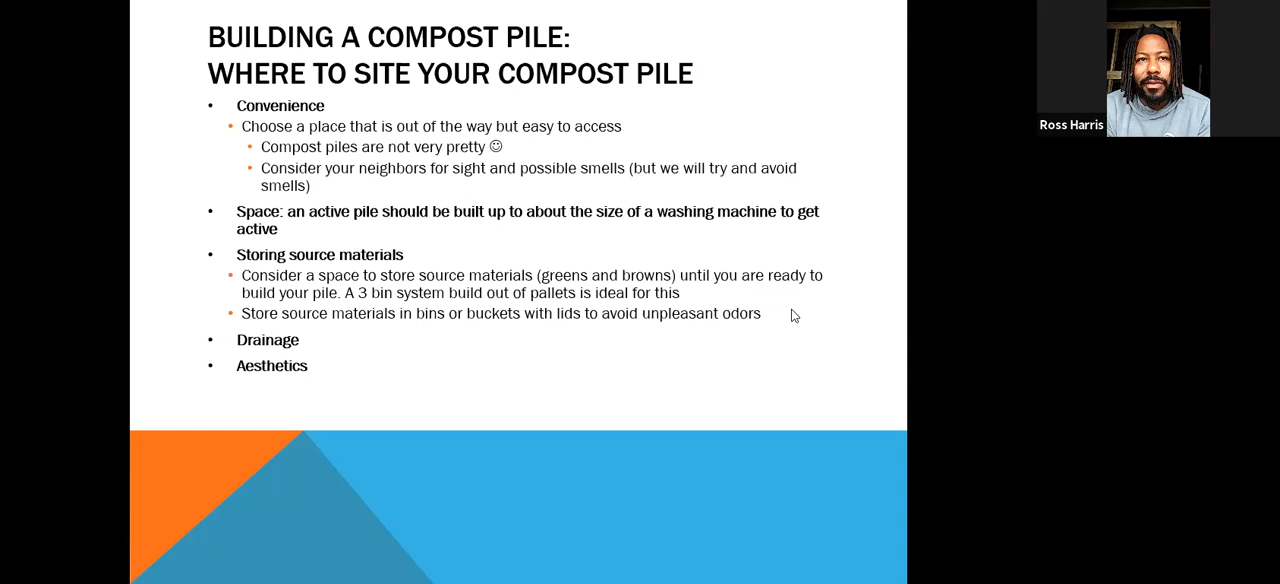 BUILDING A COMPOST PILE:
WHERE TO SITE YOUR COMPOST PILE
• Convenience
• Choose a place that is out of the way but easy to access
• Compost piles are not very pretty ☺
• Consider your neighbors for sight and possible smells (but we will try and avoid
smells)
• Space: an active pile should be built up to about the size of a washing machine to get
active
• Storing source materials
• Consider a space to store source materials (greens and browns) until you are ready to
build your pile. A 3 bin system build out of pallets is ideal for this
• Store source materials in bins or buckets with lids to avoid unpleasant odors
• Drainage
• Aesthetics
Ross Harris